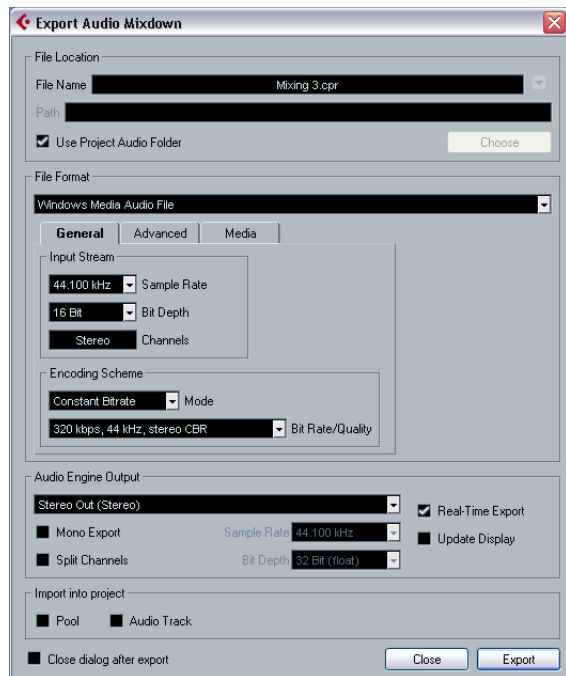 Export Audio Mixdown
File Location
File Name Mixing 3.cpr
Path
Use Project Audio Folder Choose
File Format
Windows Media Audio File
General Advanced Media
Input Stream
44.100 kHz Sample Rate
16 Bit Bit Depth
Stereo Channels
Encoding Scheme
Constant Bitrate Mode
320 kbps, 44 kHz, stereo CBR Bit Rate/Quality
Audio Engine Output
Stereo Out (Stereo) Real-Time Export
Mono Export Sample Rate 44.100 kHz Update Display
Split Channels Bit Depth 32 Bit (float)
Import into project
Pool Audio Track
Close dialog after export Close Export